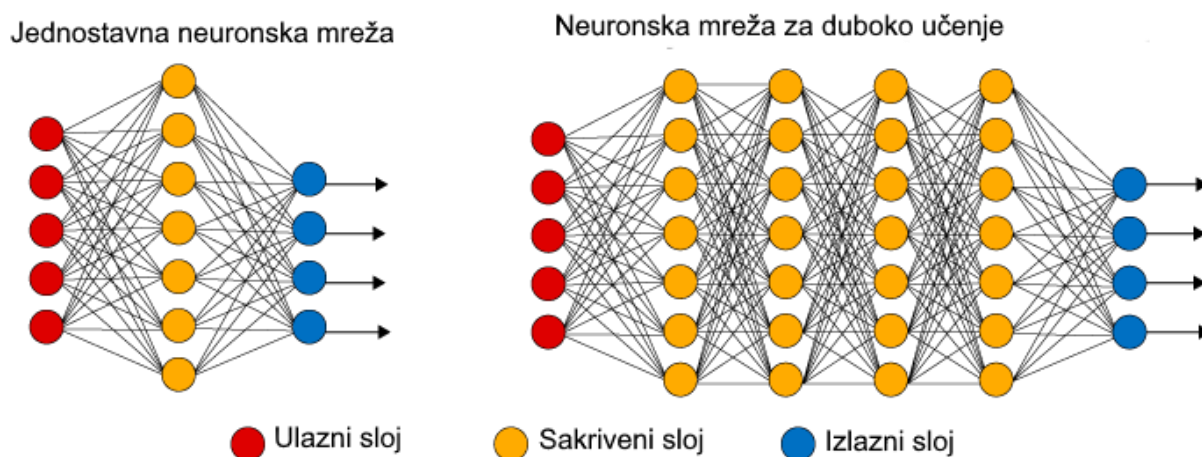 Jednostavna neuronska mreža
Neuronska mreža za duboko učenje
Ulazni sloj
Sakriveni sloj
Izlazni sloj